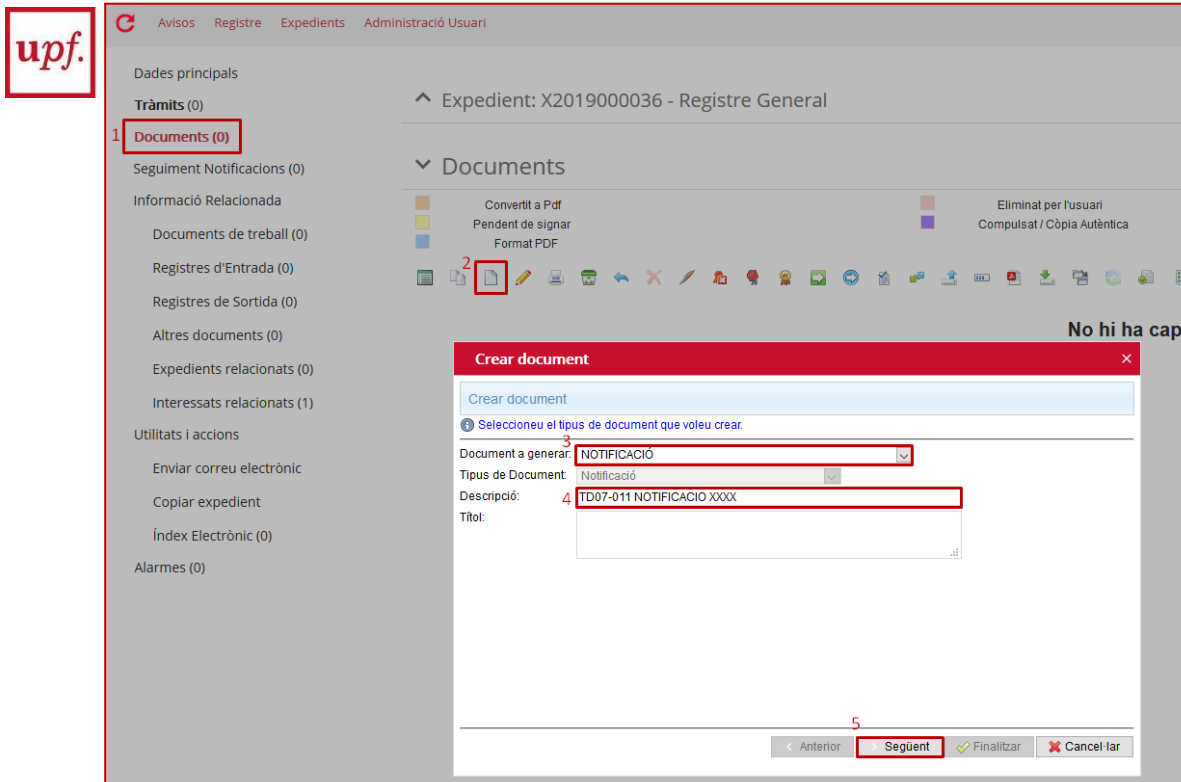 upf.
Avisos Registre Expedients Administració Usuari
Dades principals
Tràmits (0)
1 Documents (0)
Seguiment Notificacions (0)
Informació Relacionada
Documents de treball (0)
Registres d'Entrada (0)
Registres de Sortida (0)
Altres documents (0)
Expedients relacionats (0)
Interessats relacionats (1)
Utilitats i accions
Enviar correu electrònic
Copiar expedient
Índex Electrònic (0)
Alarmes (0)
Expedient: X2019000036 - Registre General
Documents
Convertit a Pdf Eliminat per l'usuari
Pendent de signar Compulsat / Còpia Autèntica
Format PDF
2
No hi ha cap
Crear document ×
Crear document
Seleccioneu el tipus de document que voleu crear.
3
Document a generar: NOTIFICACIÓ
Tipus de Document: Notificació
Descripció: 4 TD07-011 NOTIFICACIO XXXX
Títol:
5
Anterior Següent Finalitzar Cancel·lar